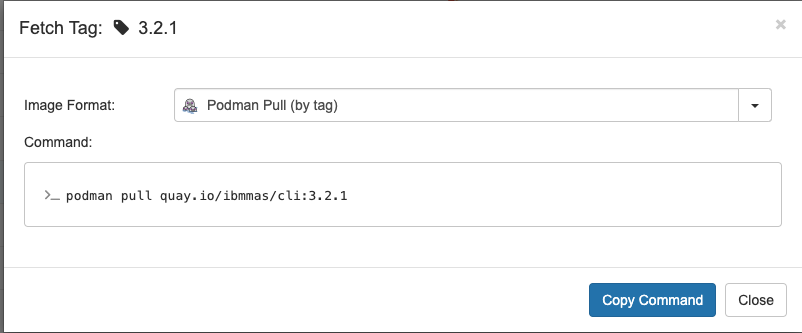 Fetch Tag: 3.2.1
×
Image Format: Podman Pull (by tag)
Command:
>_ podman pull quay.io/ibmmas/cli:3.2.1
Copy Command Close